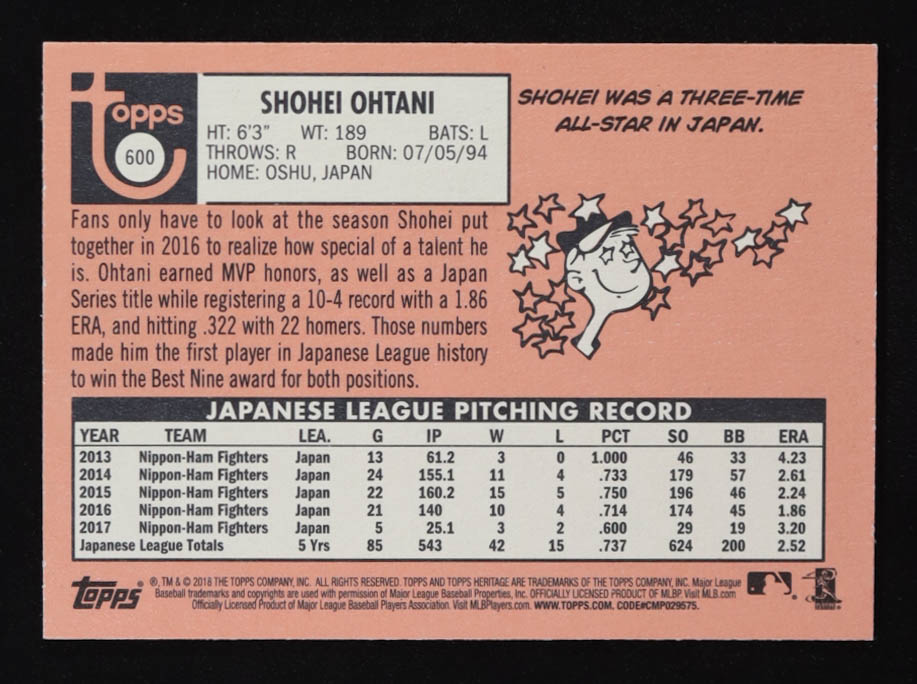 topps
600
SHOHEI OHTANI
HT: 6'3" WT: 189 BATS: L
THROWS: R BORN: 07/05/94
HOME: OSHU, JAPAN
SHOHEI WAS A THREE-TIME
ALL-STAR IN JAPAN.
Fans only have to look at the season Shohei put
together in 2016 to realize how special of a talent he
is. Ohtani earned MVP honors, as well as a Japan
Series title while registering a 10-4 record with a 1.86
ERA, and hitting .322 with 22 homers. Those numbers
made him the first player in Japanese League history
to win the Best Nine award for both positions.
JAPANESE LEAGUE PITCHING RECORD
YEAR TEAM LEA. G IP W L PCT SO BB ERA
2013 Nippon-Ham Fighters Japan 13 61.2 3 0 1.000 46 33 4.23
2014 Nippon-Ham Fighters Japan 24 155.1 11 4 .733 179 57 2.61
2015 Nippon-Ham Fighters Japan 22 160.2 15 5 .750 196 46 2.24
2016 Nippon-Ham Fighters Japan 21 140 10 4 .714 174 45 1.86
2017 Nippon-Ham Fighters Japan 5 25.1 3 2 .600 29 19 3.20
Japanese League Totals 5 Yrs 85 543 42 15 .737 624 200 2.52
topps
®, TM & © 2018 THE TOPPS COMPANY, INC. ALL RIGHTS RESERVED. TOPPS AND TOPPS HERITAGE ARE TRADEMARKS OF THE TOPPS COMPANY, INC. Major League
Baseball trademarks and copyrights are used with permission of Major League Baseball Properties, Inc. OFFICIALLY LICENSED PRODUCT OF MLBP. Visit MLB.com
Officially Licensed Product of Major League Baseball Players Association. Visit MLBPlayers.com. WWW.TOPPS.COM. CODE#CMP029575.